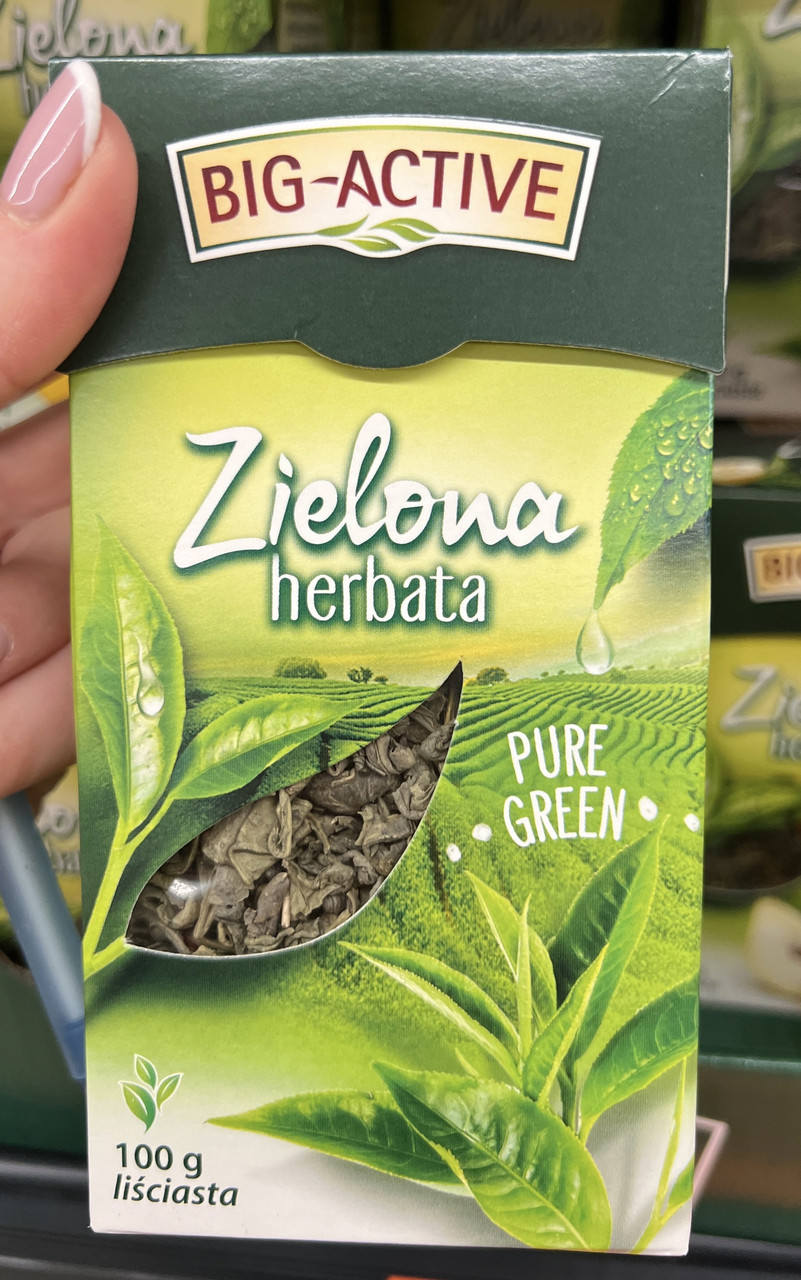 BIG-ACTIVE
Zielona
herbata
PURE
GREEN
100 g
liściasta